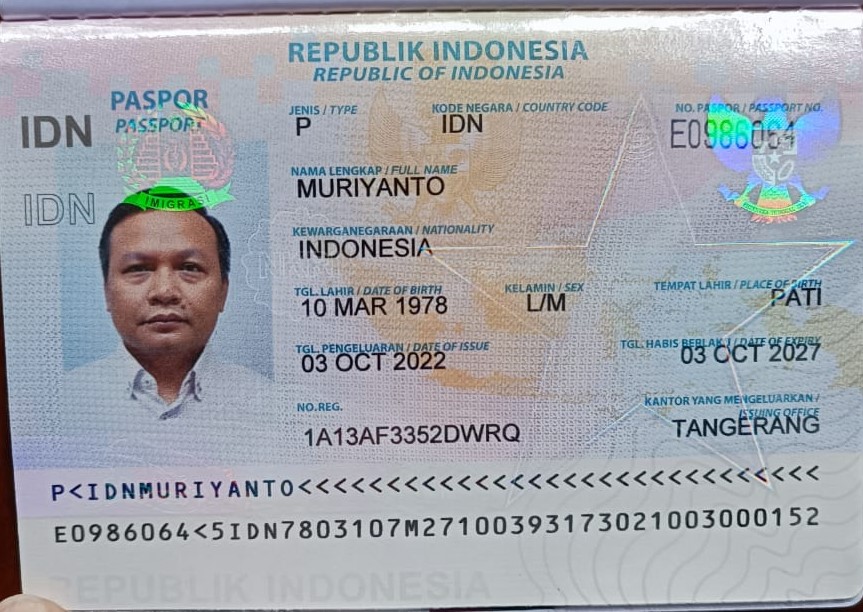 REPUBLIK INDONESIA
REPUBLIC OF INDONESIA
PASPOR
PASSPORT
IDN
IDN
IMIGRASI
JENIS / TYPE
P
KODE NEGARA / COUNTRY CODE
IDN
NO. PASPOR / PASSPORT NO.
E0986064
NAMA LENGKAP / FULL NAME
MURIYANTO
KEWARGANEGARAAN / NATIONALITY
INDONESIA
TGL. LAHIR / DATE OF BIRTH
10 MAR 1978
KELAMIN / SEX
L/M
TEMPAT LAHIR / PLACE OF BIRTH
PATI
TGL. PENGELUARAN / DATE OF ISSUE
03 OCT 2022
TGL. HABIS BERLAKU / DATE OF EXPIRY
03 OCT 2027
NO. REG.
1A13AF3352DWRQ
KANTOR YANG MENGELUARKAN /
ISSUING OFFICE
TANGERANG
P<IDNMURIYANTO<<<<<<<<<<<<<<<<<<<<<<<<<<<<<<
E0986064<5IDN7803107M2710039317302100300​0152
REPUBLIK INDONESIA